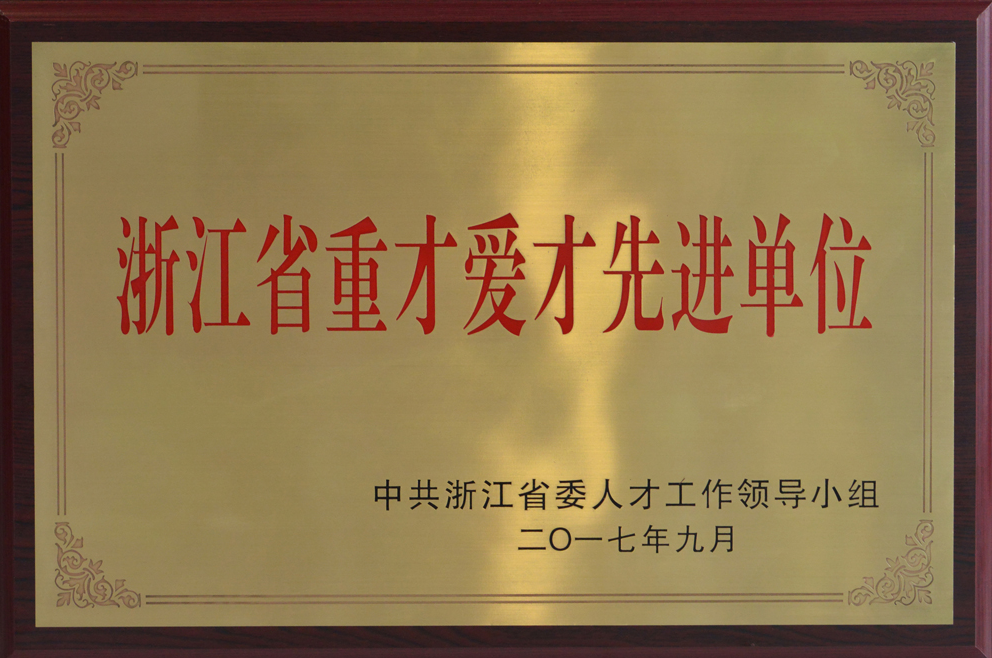 浙江省重才爱才先进单位
中共浙江省委人才工作领导小组
二〇一七年九月